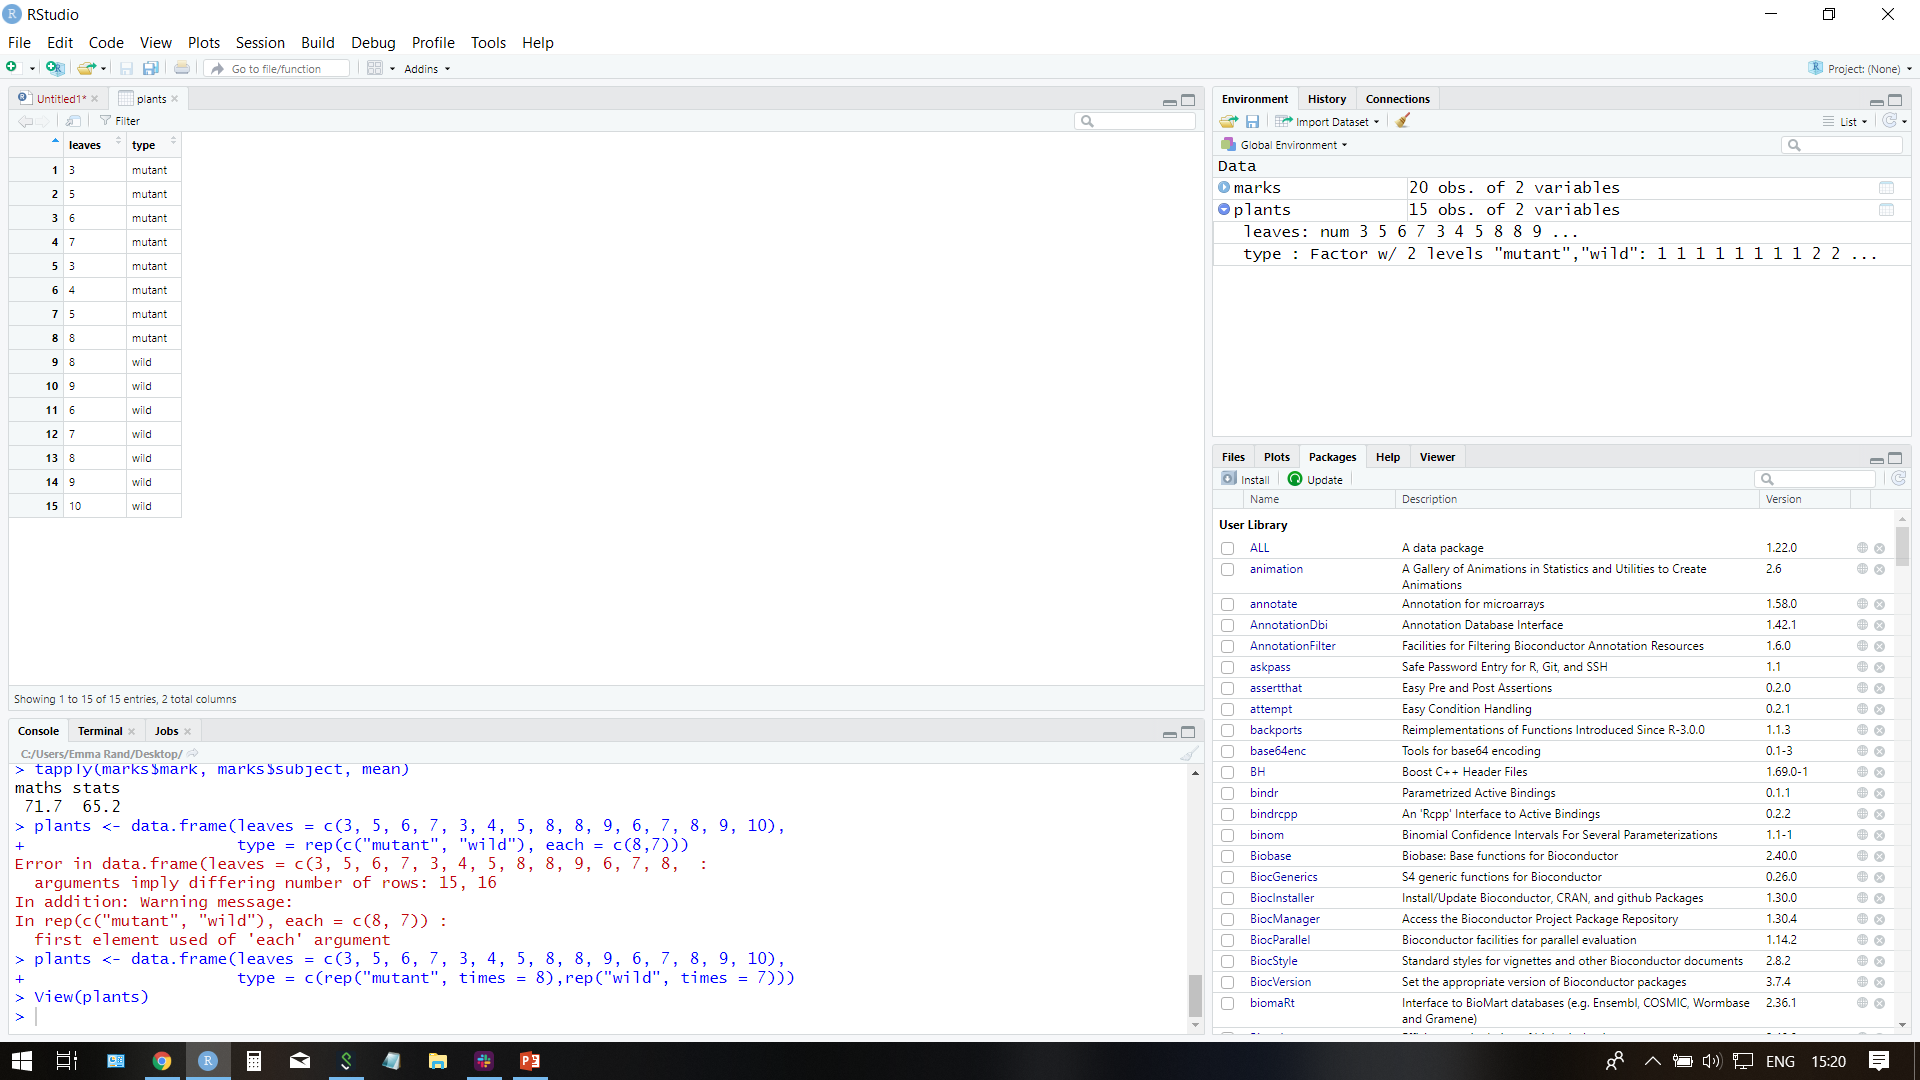 RStudio
File Edit Code View Plots Session Build Debug Profile Tools Help
Go to file/function Addins Project: (None)
Untitled1* plants
Filter
leaves type
1 3 mutant
2 5 mutant
3 6 mutant
4 7 mutant
5 3 mutant
6 4 mutant
7 5 mutant
8 8 mutant
9 8 wild
10 9 wild
11 6 wild
12 7 wild
13 8 wild
14 9 wild
15 10 wild
Showing 1 to 15 of 15 entries, 2 total columns
Console Terminal Jobs
C:/Users/Emma Rand/Desktop/
> tapply(marks$mark, marks$subject, mean)
maths stats
71.7 65.2
> plants <- data.frame(leaves = c(3, 5, 6, 7, 3, 4, 5, 8, 8, 9, 6, 7, 8, 9, 10),
+ type = rep(c("mutant", "wild"), each = c(8,7)))
Error in data.frame(leaves = c(3, 5, 6, 7, 3, 4, 5, 8, 8, 9, 6, 7, 8, :
arguments imply differing number of rows: 15, 16
In addition: Warning message:
In rep(c("mutant", "wild"), each = c(8, 7)) :
first element used of 'each' argument
> plants <- data.frame(leaves = c(3, 5, 6, 7, 3, 4, 5, 8, 8, 9, 6, 7, 8, 9, 10),
+ type = c(rep("mutant", times = 8),rep("wild", times = 7)))
> View(plants)
>
Environment History Connections
Import Dataset List
Global Environment
Data
marks 20 obs. of 2 variables
plants 15 obs. of 2 variables
leaves: num 3 5 6 7 3 4 5 8 8 9 ...
type : Factor w/ 2 levels "mutant","wild": 1 1 1 1 1 1 1 1 2 2 ...
Files Plots Packages Help Viewer
Install Update
Name Description Version
User Library
ALL A data package 1.22.0
animation A Gallery of Animations in Statistics and Utilities to Create 2.6
Animations
annotate Annotation for microarrays 1.58.0
AnnotationDbi Annotation Database Interface 1.42.1
AnnotationFilter Facilities for Filtering Bioconductor Annotation Resources 1.6.0
askpass Safe Password Entry for R, Git, and SSH 1.1
assertthat Easy Pre and Post Assertions 0.2.0
attempt Easy Condition Handling 0.2.1
backports Reimplementations of Functions Introduced Since R-3.0.0 1.1.3
base64enc Tools for base64 encoding 0.1-3
BH Boost C++ Header Files 1.69.0-1
bindr Parametrized Active Bindings 0.1.1
bindrcpp An 'Rcpp' Interface to Active Bindings 0.2.2
binom Binomial Confidence Intervals For Several Parameterizations 1.1-1
Biobase Biobase: Base functions for Bioconductor 2.40.0
BiocGenerics S4 generic functions for Bioconductor 0.26.0
BiocInstaller Install/Update Bioconductor, CRAN, and github Packages 1.30.0
BiocManager Access the Bioconductor Project Package Repository 1.30.4
BiocParallel Bioconductor facilities for parallel evaluation 1.14.2
BiocStyle Standard styles for vignettes and other Bioconductor documents 2.8.2
BiocVersion Set the appropriate version of Bioconductor packages 3.7.4
biomaRt Interface to BioMart databases (e.g. Ensembl, COSMIC, Wormbase 2.36.1
and Gramene)
ENG 15:20